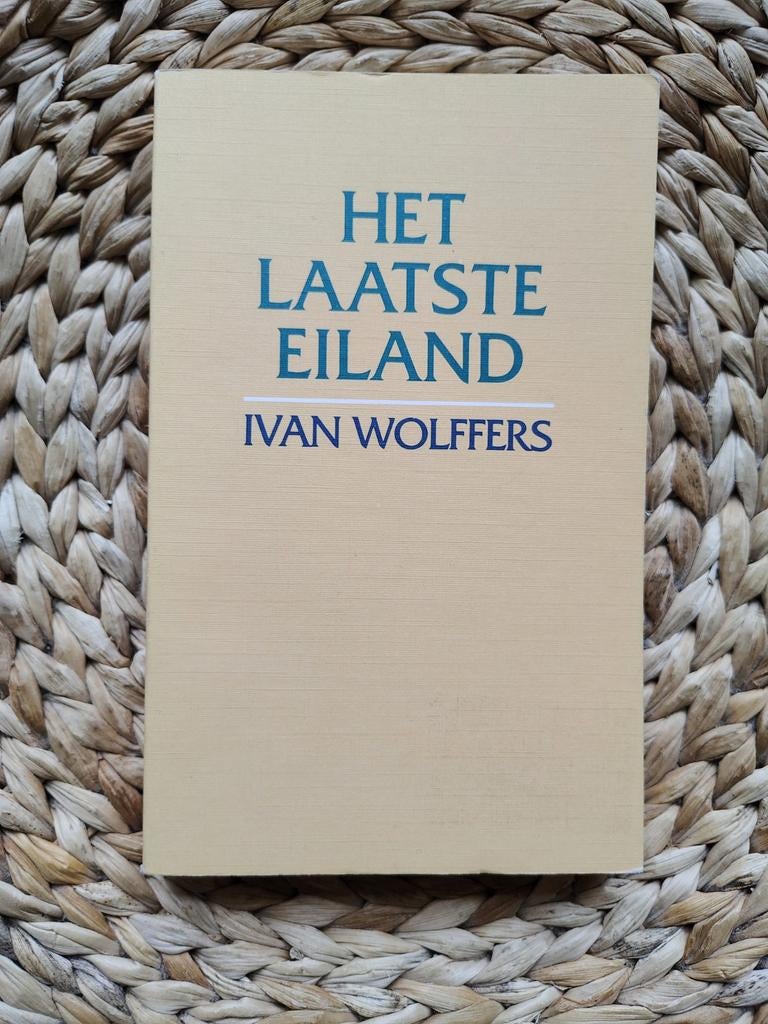 HET
LAATSTE
EILAND
IVAN WOLFFERS